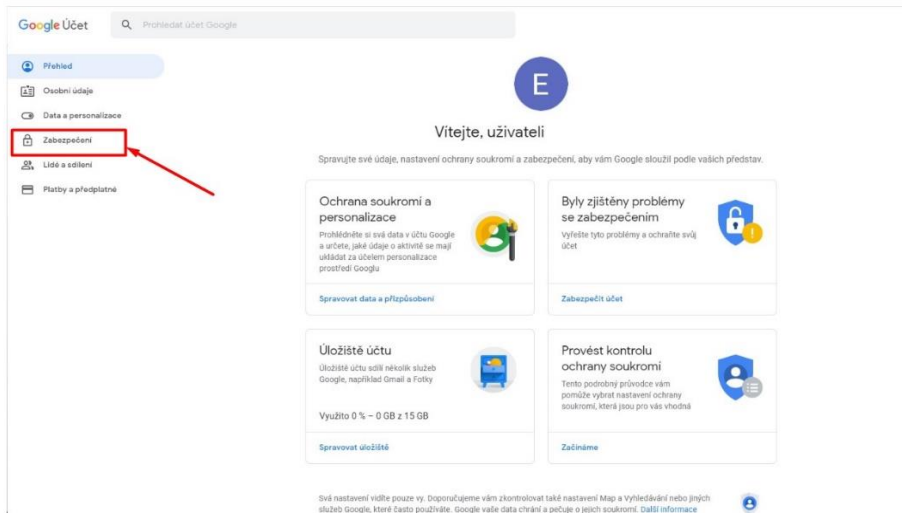 Google Účet
Prohledat účet Google
Přehled
Osobní údaje
Data a personalizace
Zabezpečení
Lidé a sdílení
Platby a předplatné
E
Vítejte, uživateli
Spravujte své údaje, nastavení ochrany soukromí a zabezpečení, aby vám Google sloužil podle vašich představ.
Ochrana soukromí a
personalizace
Prohlédněte si svá data v účtu Google
a určete, jaké údaje o aktivitě se mají
ukládat za účelem personalizace
prostředí Googlu
Spravovat data a přizpůsobení
Byly zjištěny problémy
se zabezpečením
Vyřešte tyto problémy a ochraňte svůj
účet
Zabezpečit účet
Úložiště účtu
Úložiště účtu sdílí několik služeb
Google, například Gmail a Fotky
Využito 0 % – 0 GB z 15 GB
Spravovat úložiště
Provést kontrolu
ochrany soukromí
Tento podrobný průvodce vám
pomůže vybrat nastavení ochrany
soukromí, která jsou pro vás vhodná
Začínáme
Svá nastavení vidíte pouze vy. Doporučujeme vám zkontrolovat také nastavení Map a Vyhledávání nebo jiných
služeb Google, které často používáte. Google vaše data chrání a pečuje o jejich soukromí. Další informace